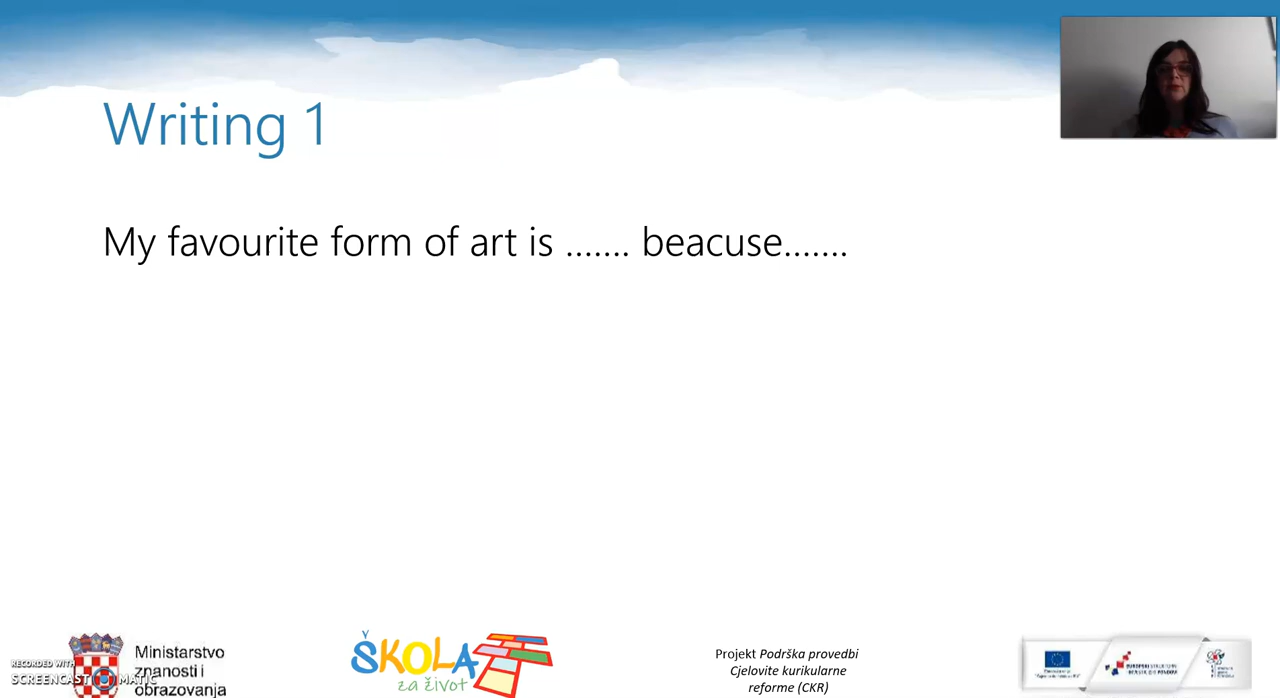 Writing 1
My favourite form of art is ....... beacuse.......
RECORDED WITH
SCREENCAST MATIC
Ministarstvo
znanosti i
obrazovanja
ŠKOLA
za život
Projekt Podrška provedbi
Cjelovite kurikularne
reforme (CKR)